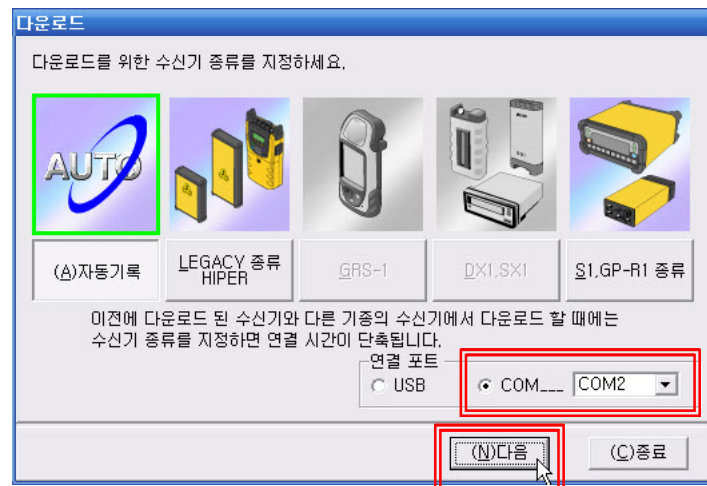 다운로드
다운로드를 위한 수신기 종류를 지정하세요.
AUTO
(A)자동기록
LEGACY 종류
HIPER
GRS-1
DX1,SX1
S1,GP-R1 종류
이전에 다운로드 된 수신기와 다른 기종의 수신기에서 다운로드 할 때에는
수신기 종류를 지정하면 연결 시간이 단축됩니다.
연결 포트
USB
COM___
COM2
(N)다음
(C)종료